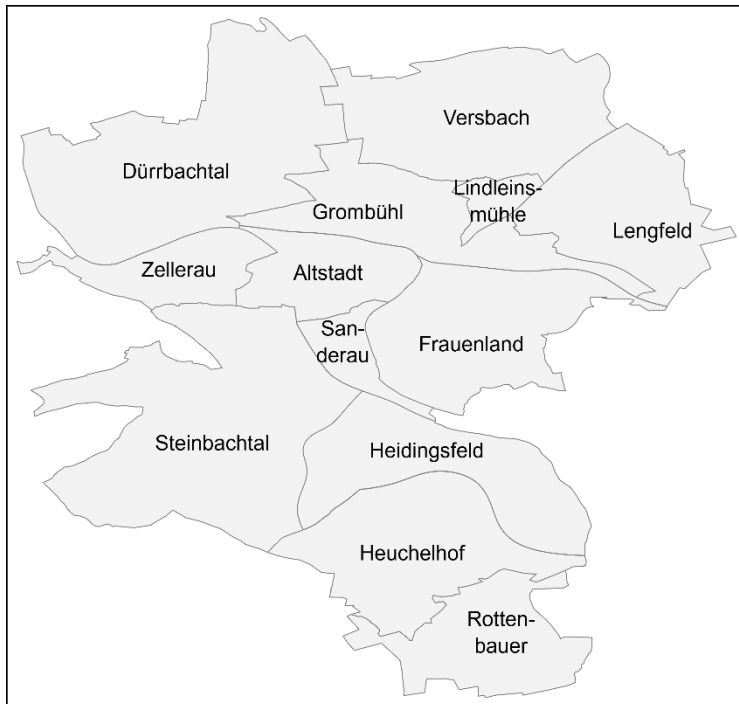 Versbach
Dürrbachtal
Lindleins-
mühle
Grombühl
Lengfeld
Zellerau
Altstadt
San-
derau
Frauenland
Steinbachtal
Heidingsfeld
Heuchelhof
Rotten-
bauer